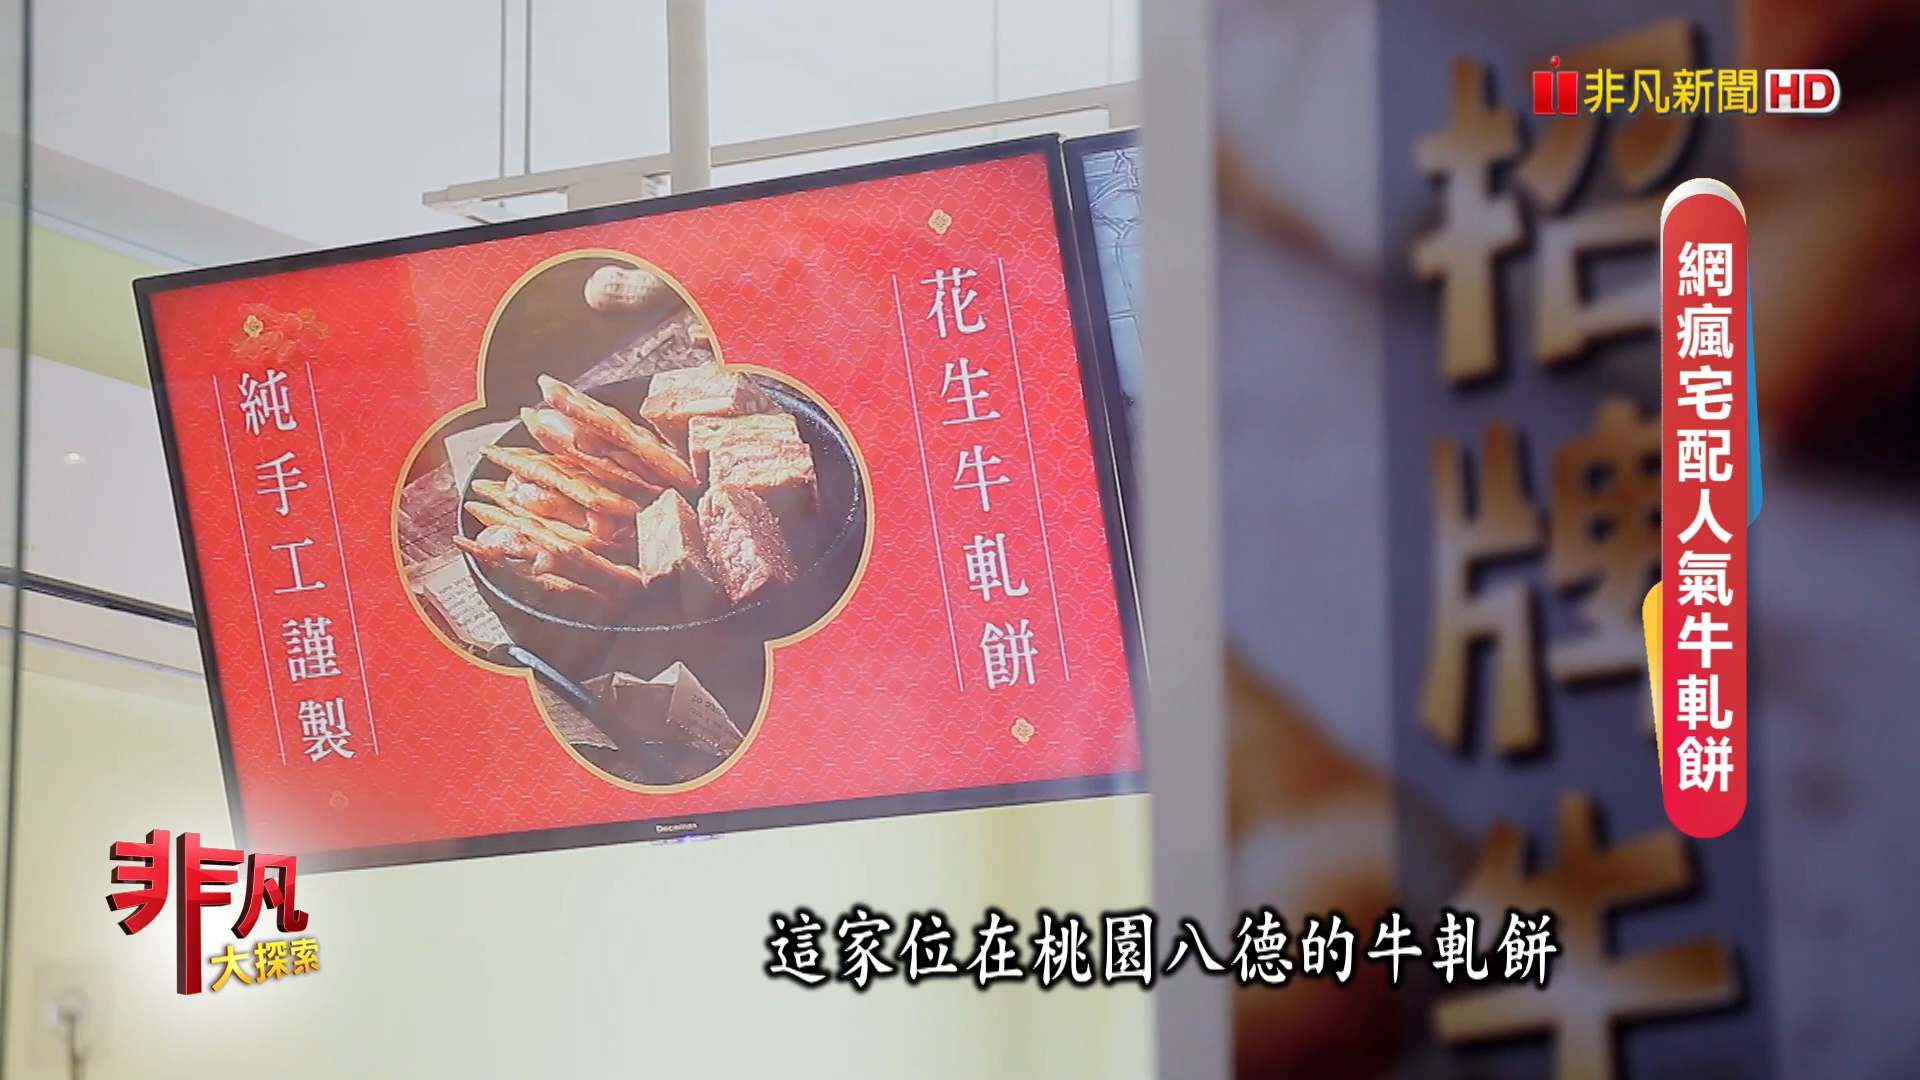 非凡新聞HD
網瘋宅配人氣牛軋餅
招牌牛
花生牛軋餅
純手工謹製
非凡
大探索
這家位在桃園八德的牛軋餅